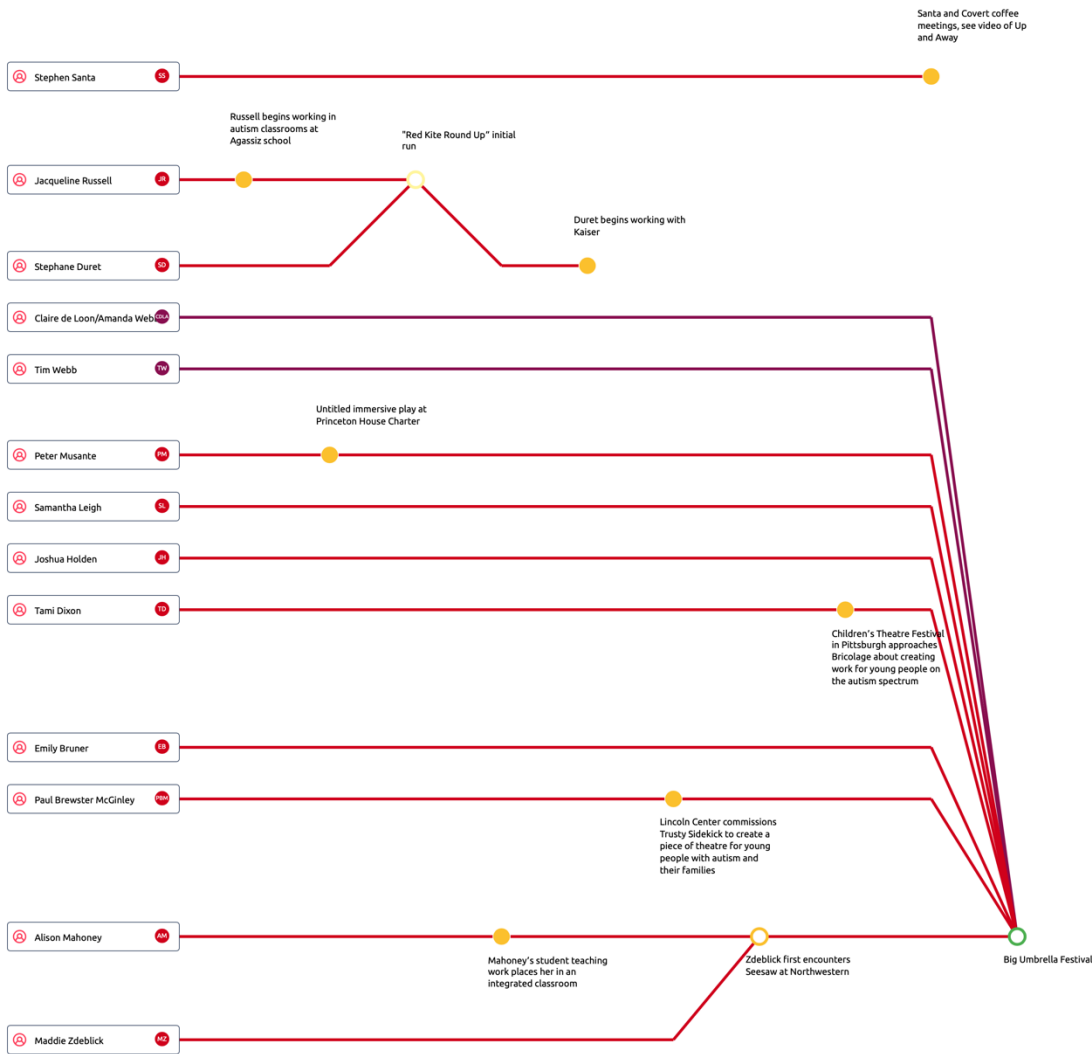 Santa and Covert coffee
meetings, see video of Up
and Away
Stephen Santa
SS
Russell begins working in
autism classrooms at
Agassiz school
"Red Kite Round Up" initial
run
Jacqueline Russell
JR
Duret begins working with
Kaiser
Stephane Duret
SD
Claire de Loon/Amanda Web
CDLA
Tim Webb
TW
Untitled immersive play at
Princeton House Charter
Peter Musante
PM
Samantha Leigh
SL
Joshua Holden
JH
Tami Dixon
TD
Children's Theatre Festival
in Pittsburgh approaches
Bricolage about creating
work for young people on
the autism spectrum
Emily Bruner
EB
Paul Brewster McGinley
PBM
Lincoln Center commissions
Trusty Sidekick to create a
piece of theatre for young
people with autism and
their families
Alison Mahoney
AM
Mahoney's student teaching
work places her in an
integrated classroom
Zdeblick first encounters
Seesaw at Northwestern
Big Umbrella Festival
Maddie Zdeblick
MZ